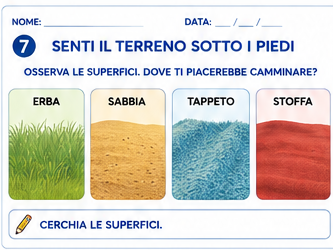 NOME: ____________ DATA: ___ /___ /____
7 SENTI IL TERRENO SOTTO I PIEDI
OSSERVA LE SUPERFICI. DOVE TI PIACEREBBE CAMMINARE?
ERBA SABBIA TAPPETO STOFFA
CERCHIA LE SUPERFICI.